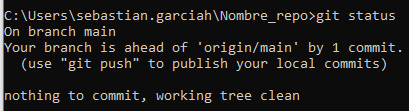 C:\Users\sebastian.garciah\Nombre_repo>git status
On branch main
Your branch is ahead of 'origin/main' by 1 commit.
  (use "git push" to publish your local commits)

nothing to commit, working tree clean